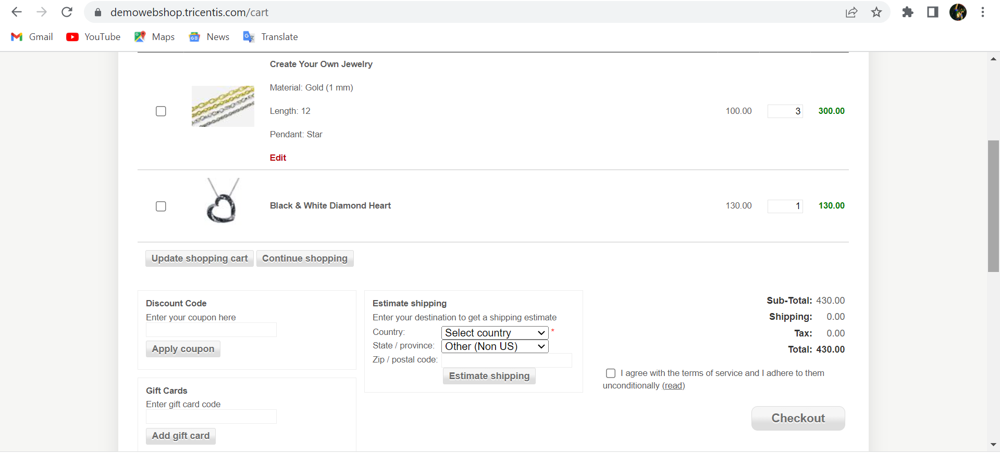 demowebshop.tricentis.com/cart
Gmail YouTube Maps News Translate
Create Your Own Jewelry
Material: Gold (1 mm)
Length: 12
100.00 3 300.00
Pendant: Star
Edit
Black & White Diamond Heart 130.00 1 130.00
Update shopping cart Continue shopping
Discount Code
Enter your coupon here
Apply coupon
Gift Cards
Enter gift card code
Add gift card
Estimate shipping
Enter your destination to get a shipping estimate
Country: Select country *
State / province: Other (Non US)
Zip / postal code:
Estimate shipping
Sub-Total: 430.00
Shipping: 0.00
Tax: 0.00
Total: 430.00
I agree with the terms of service and I adhere to them
unconditionally (read)
Checkout